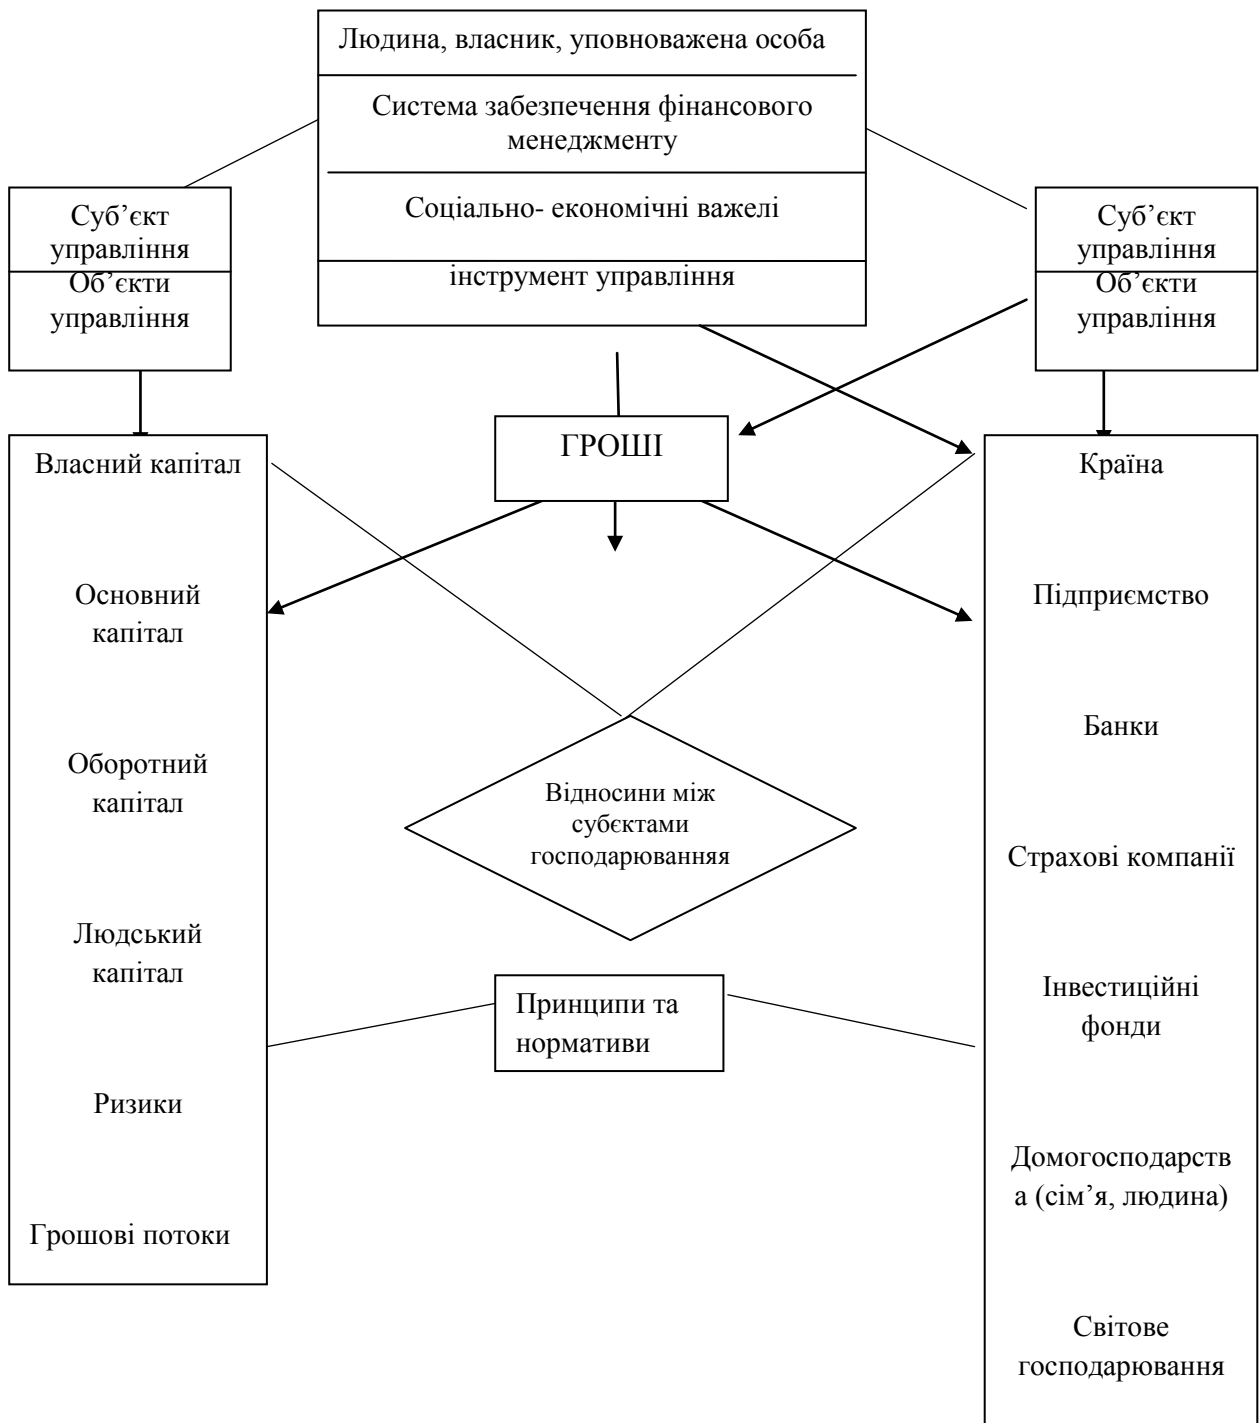 Людина, власник, уповноважена особа
Система забезпечення фінансового
менеджменту
Соціально- економічні важелі
інструмент управління
Суб’єкт
управління
Об’єкти
управління
Суб’єкт
управління
Об’єкти
управління
ГРОШІ
Власний капітал
Основний
капітал
Оборотний
капітал
Людський
капітал
Ризики
Грошові потоки
Відносини між
субєктами
господарюванняя
Принципи та
нормативи
Країна
Підприємство
Банки
Страхові компанії
Інвестиційні
фонди
Домогосподарств
а (сім’я, людина)
Світове
господарювання